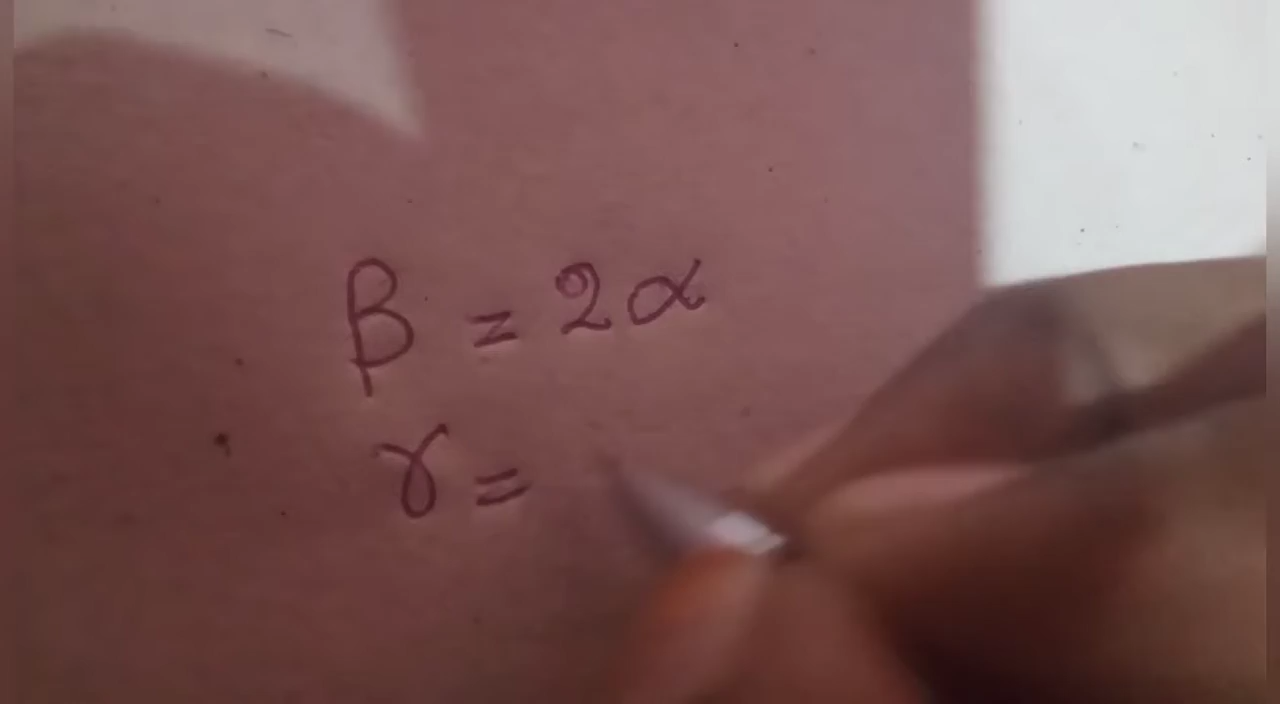 β = 2α
γ =